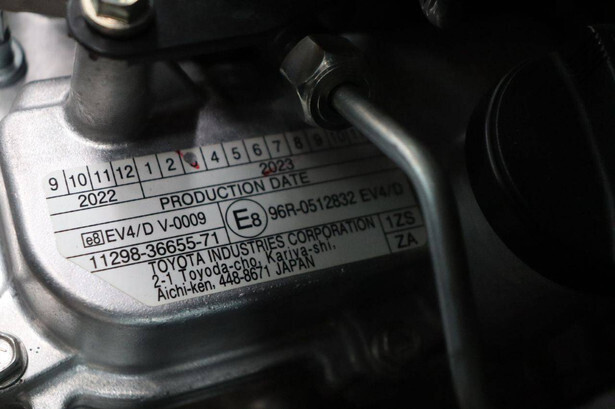 9 10 11 12 1 2 4 5 6 7 8 9 10
2022 2023
PRODUCTION DATE
e8 EV4/D V-0009 E8 96R-0512832 EV4/D
11298-36655-71 1ZS
TOYOTA INDUSTRIES CORPORATION ZA
2-1 Toyoda-cho, Kariya-shi,
Aichi-ken, 448-8671 JAPAN